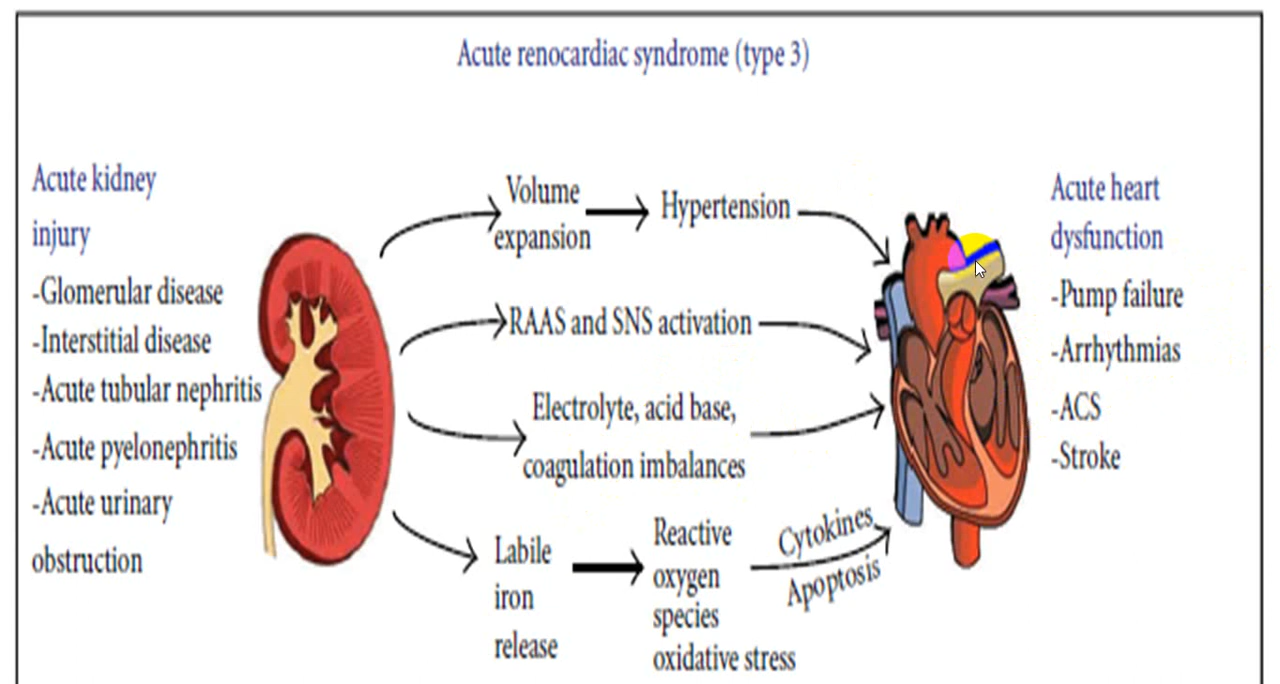 Acute renocardiac syndrome (type 3)
Acute kidney
injury
-Glomerular disease
-Interstitial disease
-Acute tubular nephritis
-Acute pyelonephritis
-Acute urinary
obstruction
Volume
expansion
Hypertension
RAAS and SNS activation
Electrolyte, acid base,
coagulation imbalances
Labile
iron
release
Reactive
oxygen
species
oxidative stress
Cytokines
Apoptosis
Acute heart
dysfunction
-Pump failure
-Arrhythmias
-ACS
-Stroke